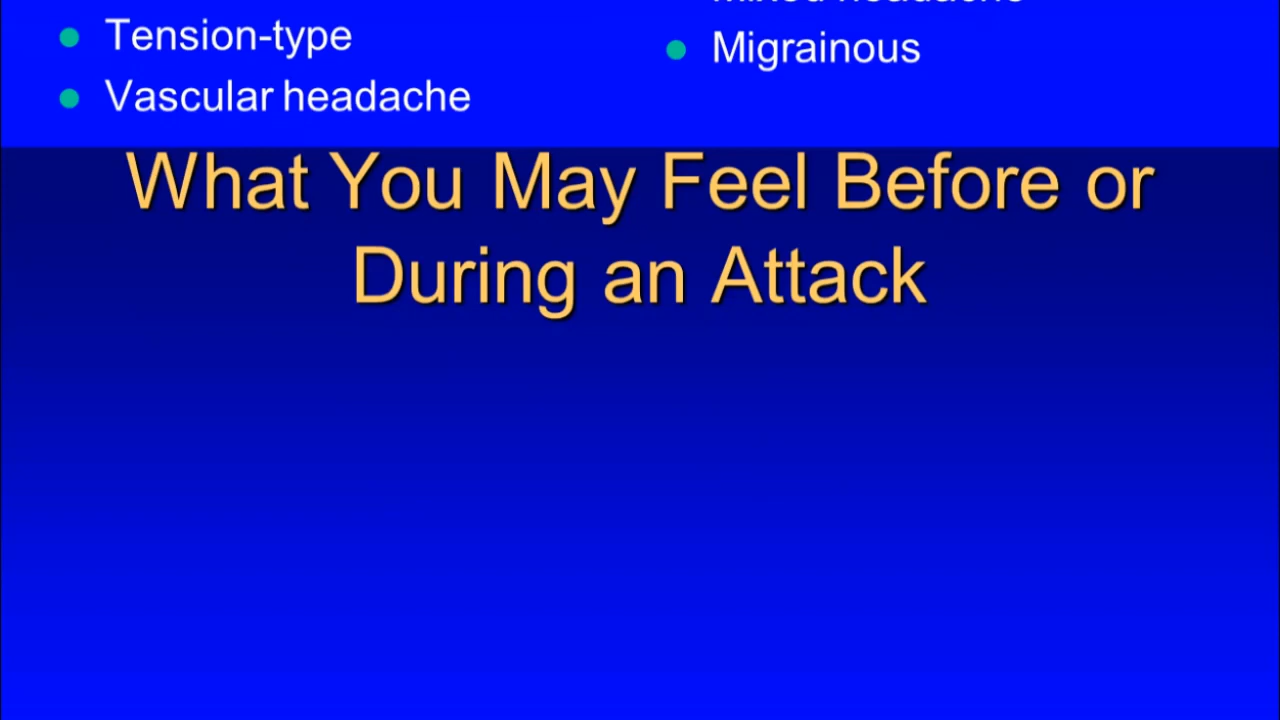 Tension-type
Vascular headache
Migrainous
What You May Feel Before or
During an Attack